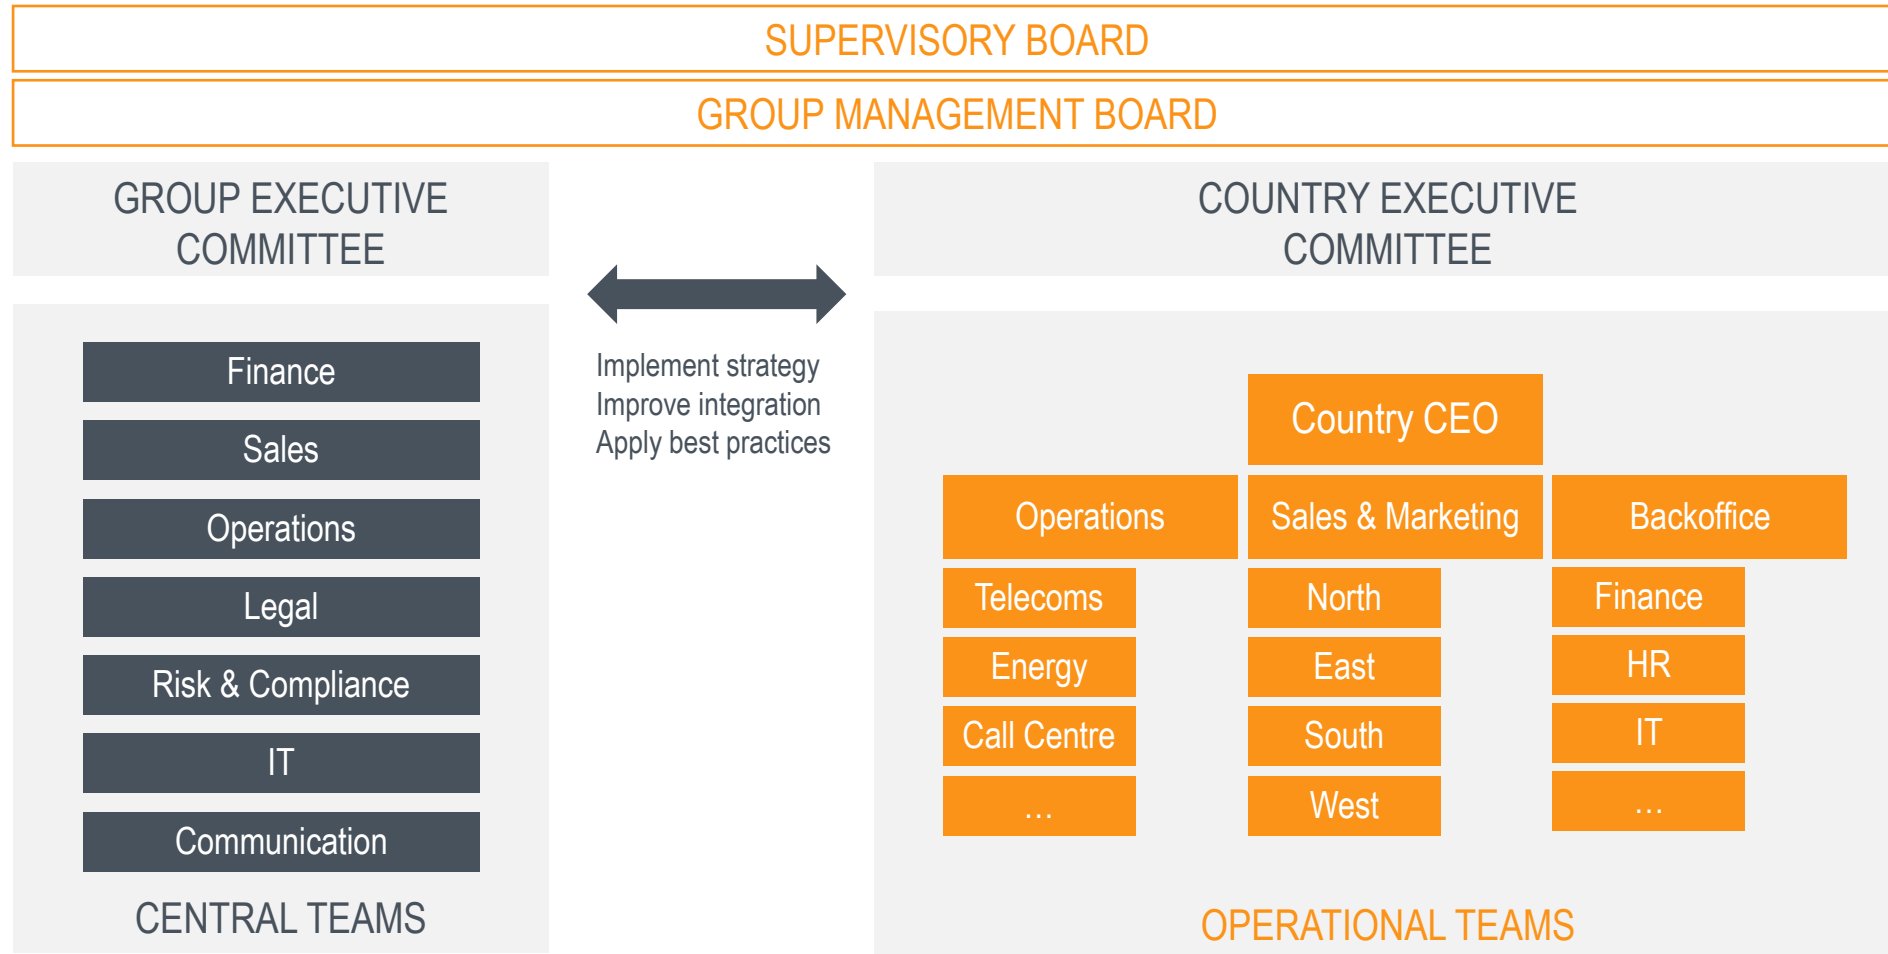 SUPERVISORY BOARD
GROUP MANAGEMENT BOARD
GROUP EXECUTIVE
COMMITTEE
Finance
Sales
Operations
Legal
Risk & Compliance
IT
Communication
CENTRAL TEAMS
Implement strategy
Improve integration
Apply best practices
COUNTRY EXECUTIVE
COMMITTEE
Country CEO
Operations
Telecoms
Energy
Call Centre
…
Sales & Marketing
North
East
South
West
Backoffice
Finance
HR
IT
…
OPERATIONAL TEAMS